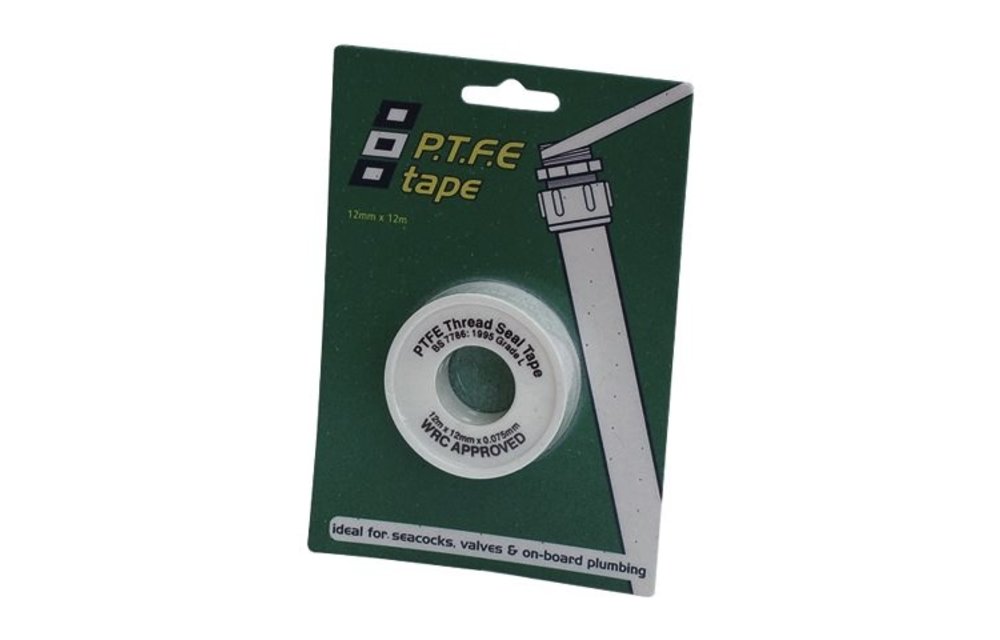 P.T.F.E
tape
12mm x 12m
PTFE Thread Seal Tape
BS 7786: 1995 Grade L
12m x 12mm x 0.075mm
WRC APPROVED
ideal for seacocks, valves & on-board plumbing